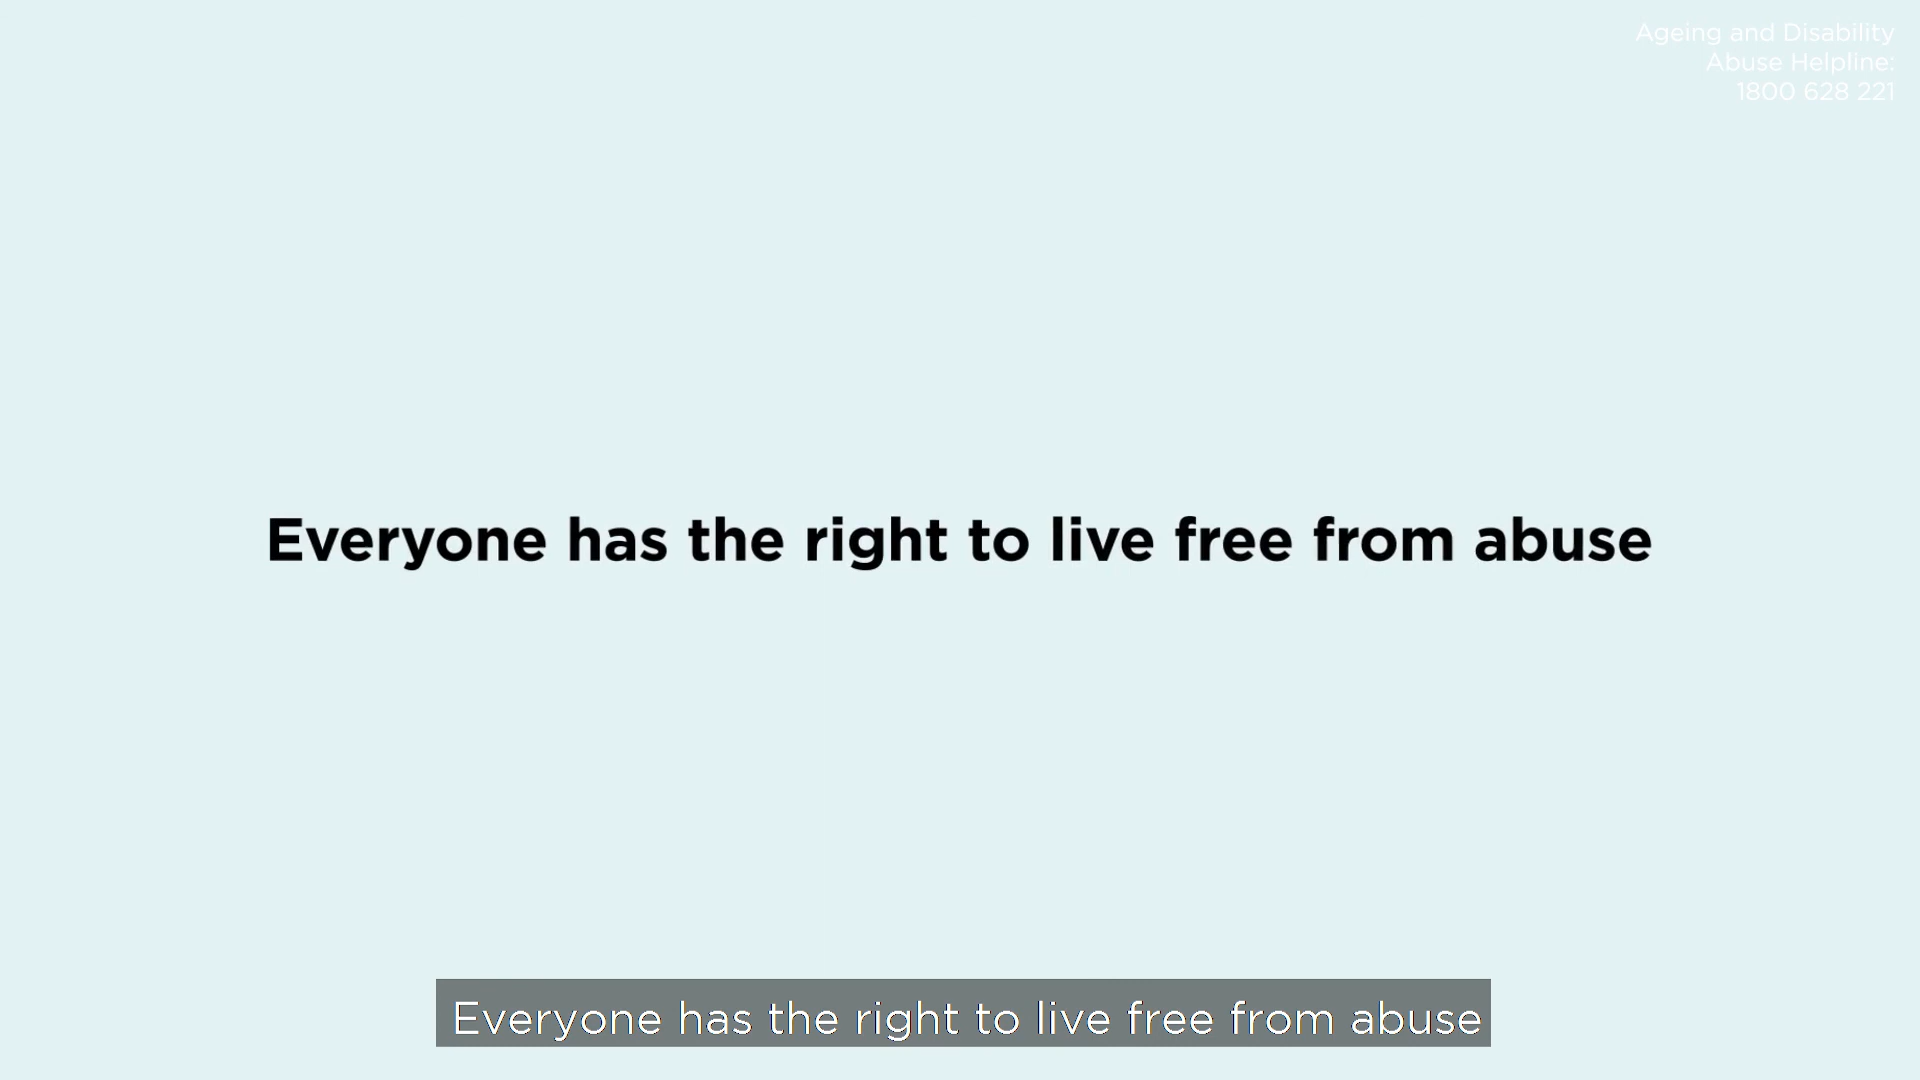 Ageing and Disability
Abuse Helpline:
1800 628 221
Everyone has the right to live free from abuse
Everyone has the right to live free from abuse